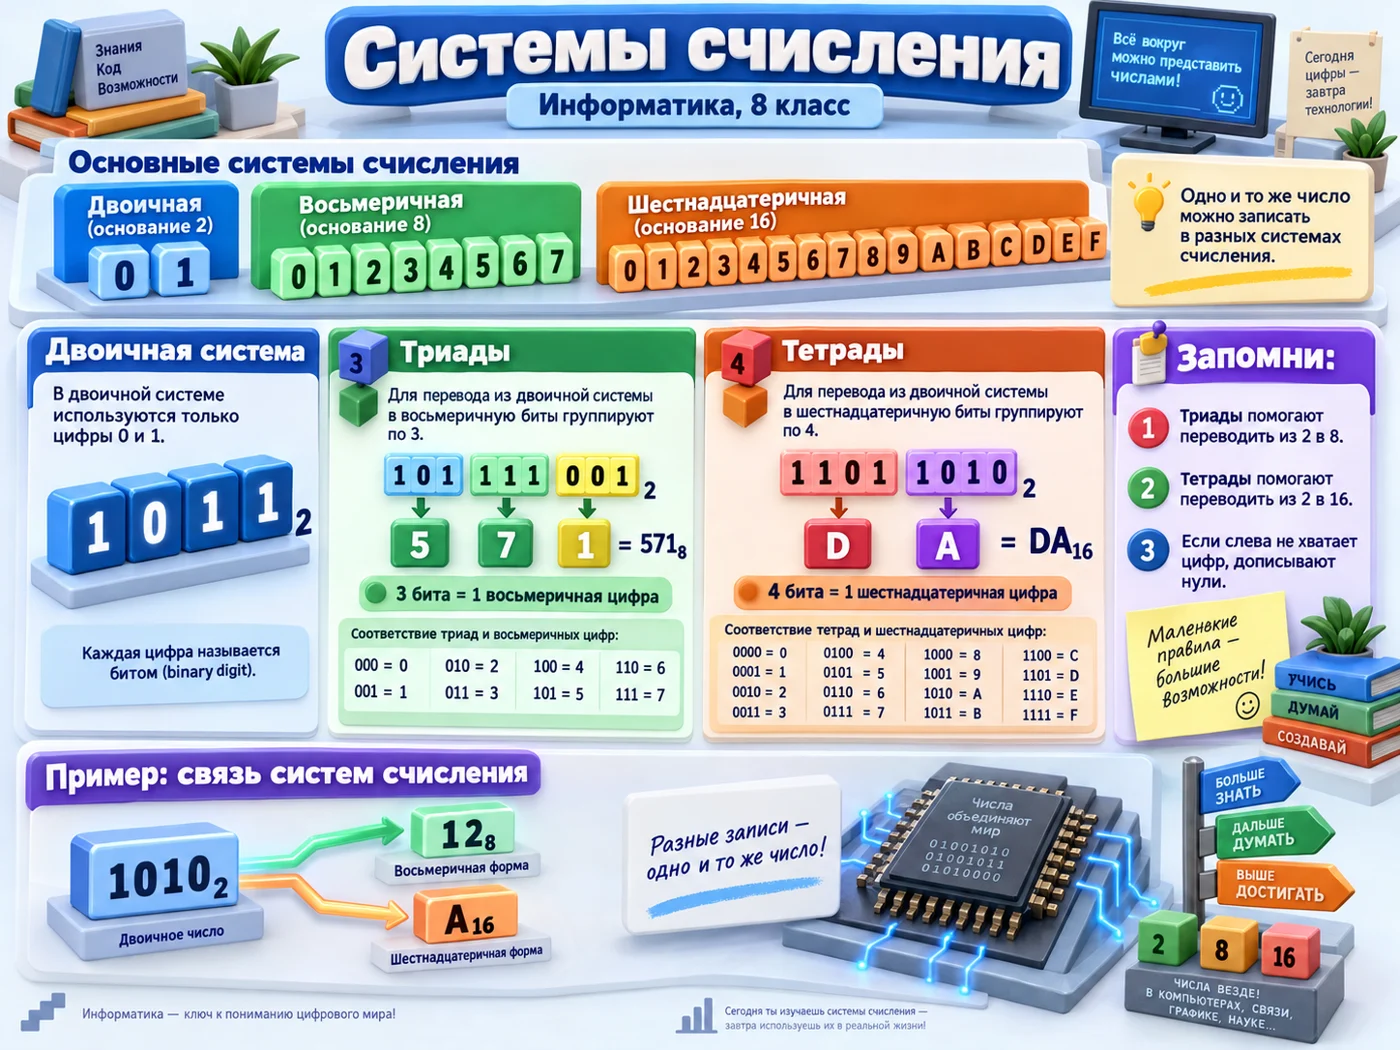 Знания
Код
Возможности
Системы счисления
Информатика, 8 класс
Всё вокруг
можно представить
числами!
Сегодня
цифры —
завтра
технологии!
Основные системы счисления
Двоичная
(основание 2)
0 1
Восьмеричная
(основание 8)
0 1 2 3 4 5 6 7
Шестнадцатеричная
(основание 16)
0 1 2 3 4 5 6 7 8 9 A B C D E F
Одно и то же число
можно записать
в разных системах
счисления.
Двоичная система
В двоичной системе
используются только
цифры 0 и 1.
1 0 1 1 2
Каждая цифра называется
битом (binary digit).
3
Триады
Для перевода из двоичной системы
в восьмеричную биты группируют
по 3.
101 111 001 2
5 7 1 = 571₈
3 бита = 1 восьмеричная цифра
Соответствие триад и восьмеричных цифр:
000 = 0 010 = 2 100 = 4 110 = 6
001 = 1 011 = 3 101 = 5 111 = 7
4
Тетрады
Для перевода из двоичной системы
в шестнадцатеричную биты группируют
по 4.
1101 1010 2
D A = DA₁₆
4 бита = 1 шестнадцатеричная цифра
Соответствие тетрад и шестнадцатеричных цифр:
0000 = 0 0100 = 4 1000 = 8 1100 = C
0001 = 1 0101 = 5 1001 = 9 1101 = D
0010 = 2 0110 = 6 1010 = A 1110 = E
0011 = 3 0111 = 7 1011 = B 1111 = F
Запомни:
1 Триады помогают
переводить из 2 в 8.
2 Тетрады помогают
переводить из 2 в 16.
3 Если слева не хватает
цифр, дописывают
нули.
Маленькие
правила —
большие
возможности!
УЧИСЬ
ДУМАЙ
СОЗДАВАЙ
Пример: связь систем счисления
1010₂
Двоичное число
12₈
Восьмеричная форма
A₁₆
Шестнадцатеричная форма
Разные записи —
одно и то же число!
Числа
объединяют
мир
01001010
01001011
01010000
БОЛЬШЕ
ЗНАТЬ
ДАЛЬШЕ
ДУМАТЬ
ВЫШЕ
ДОСТИГАТЬ
2 8 16
ЧИСЛА ВЕЗДЕ!
В КОМПЬЮТЕРАХ, СВЯЗИ,
ГРАФИКЕ, НАУКЕ...
Информатика — ключ к пониманию цифрового мира!
Сегодня ты изучаешь системы счисления —
завтра используешь их в реальной жизни!